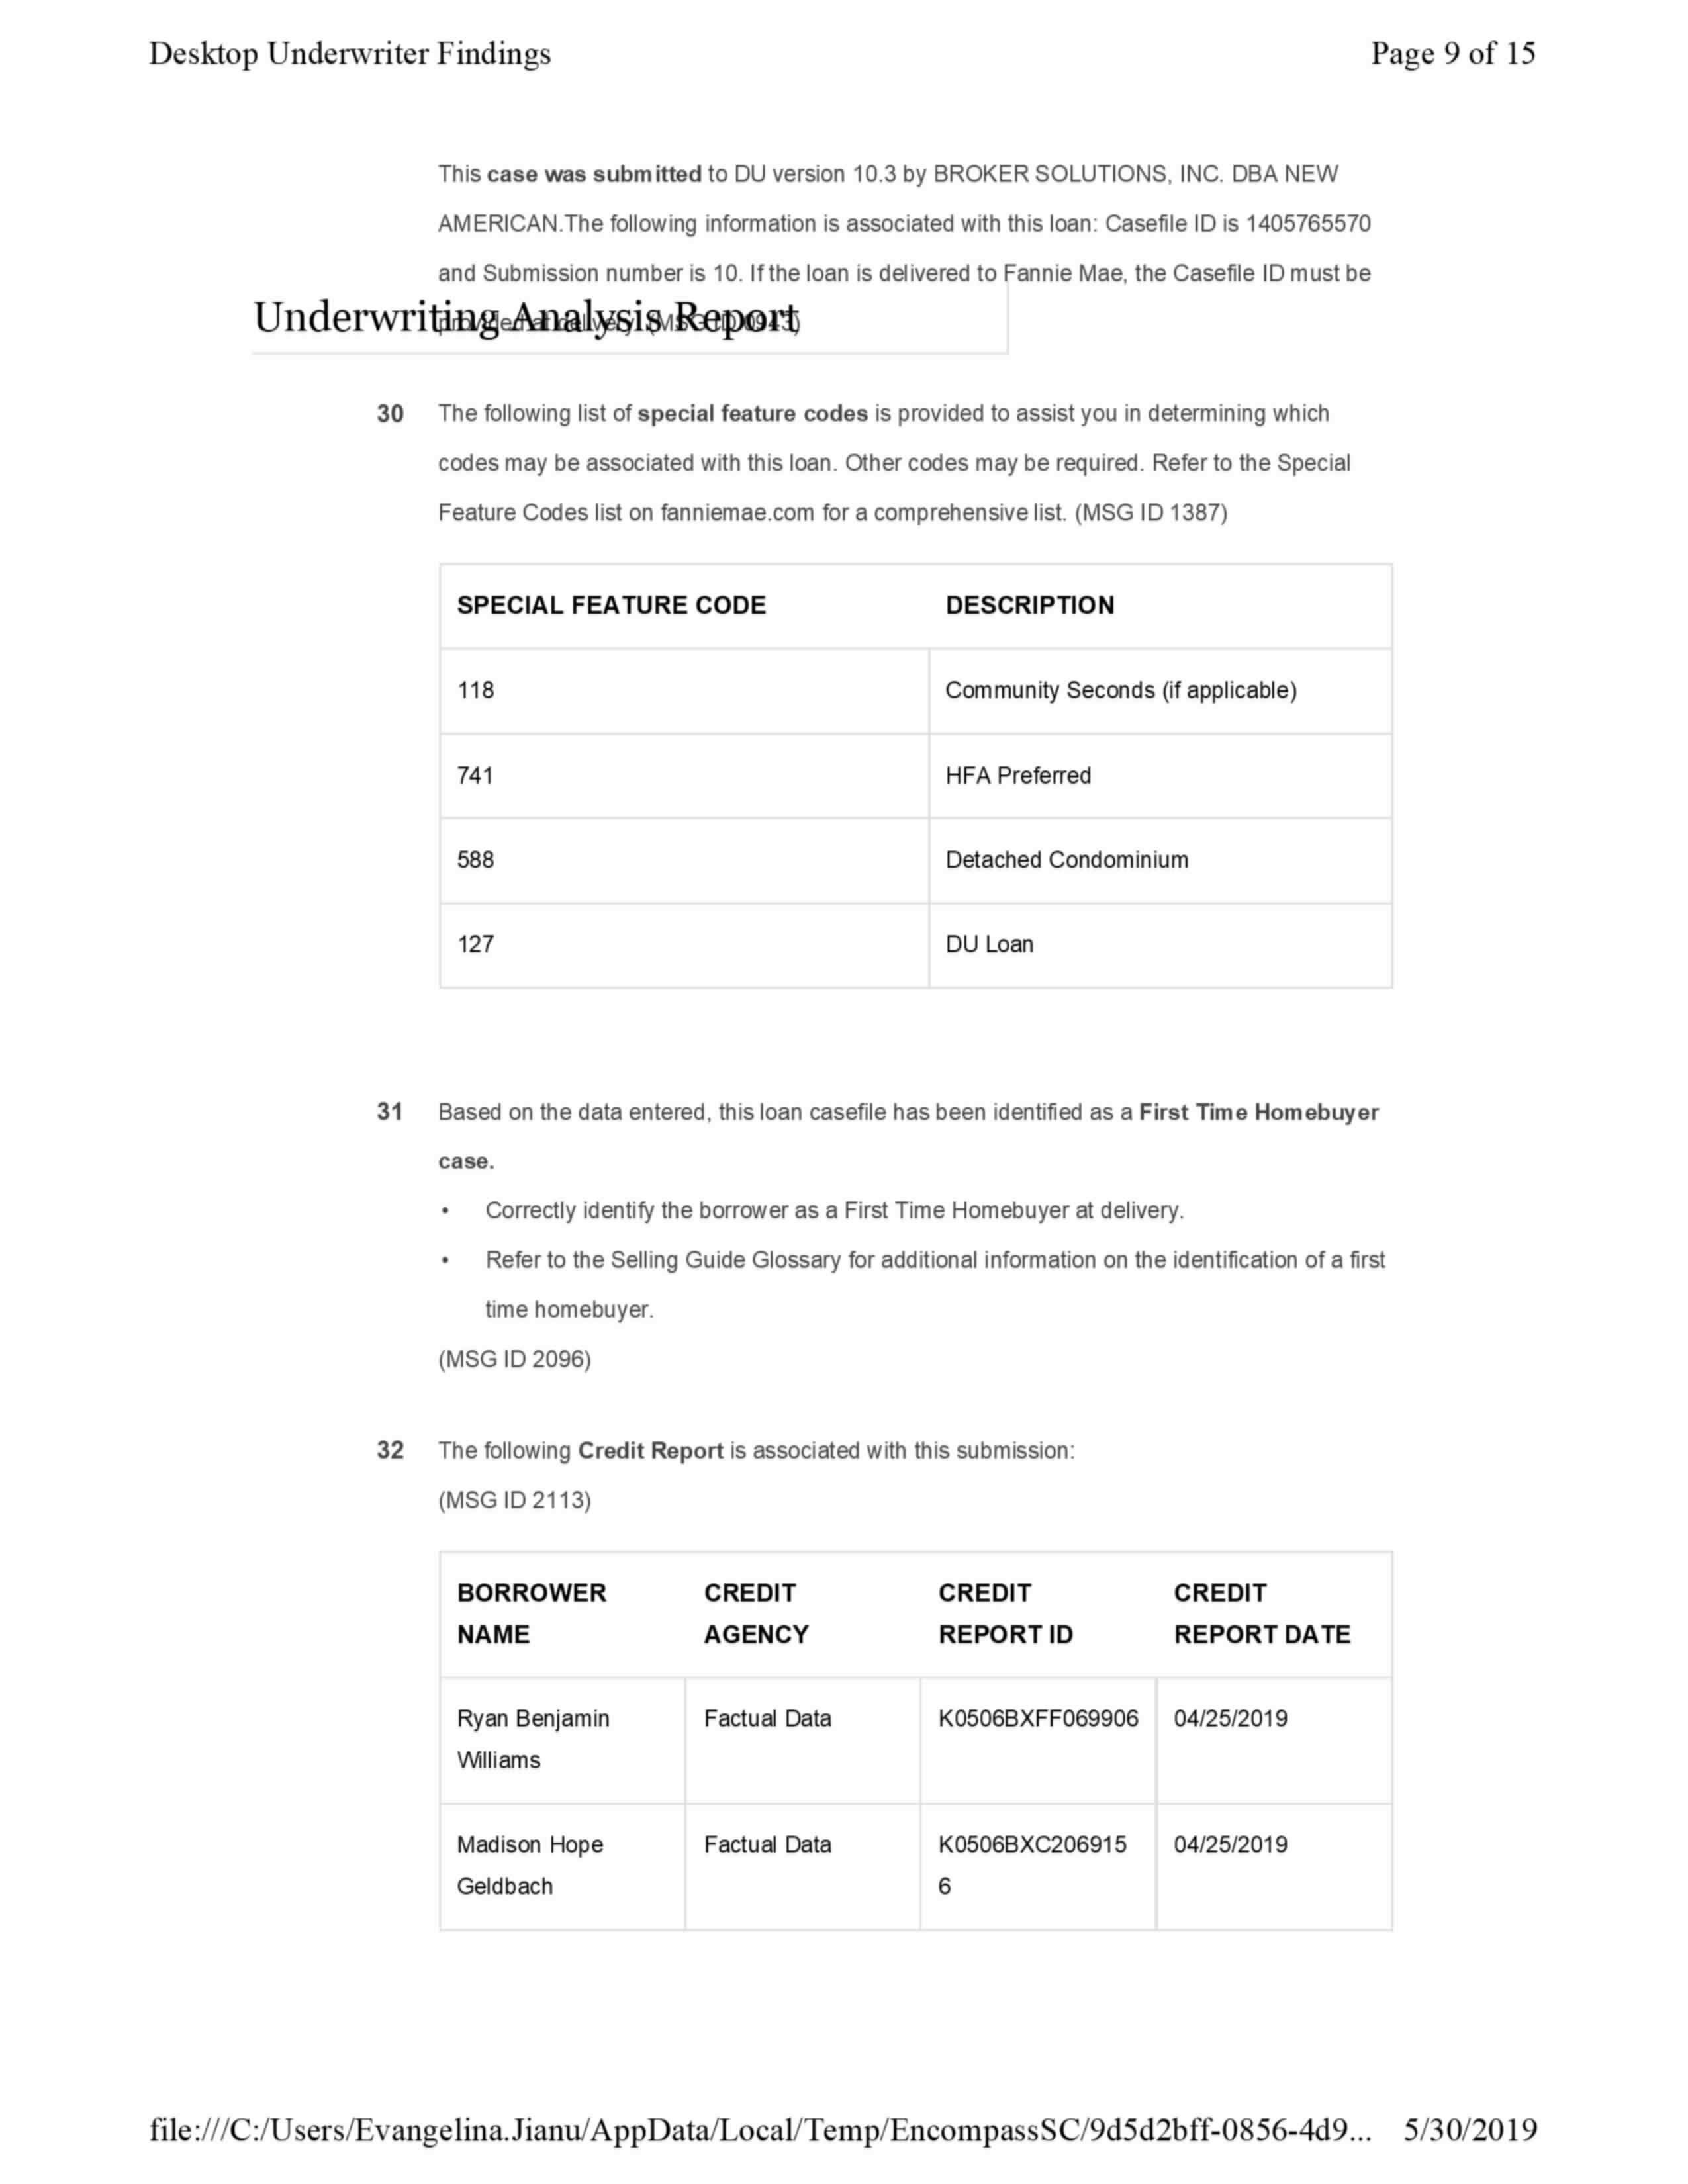 Desktop Underwriter Findings Page 9 of 15
This case was submitted to DU version 10.3 by BROKER SOLUTIONS, INC. DBA NEW
AMERICAN.The following information is associated with this loan: Casefile ID is 1405765570
and Submission number is 10. If the loan is delivered to Fannie Mae, the Casefile ID must be
provided at delivery. (MSG ID 0943)
Underwriting Analysis Report
30 The following list of special feature codes is provided to assist you in determining which
codes may be associated with this loan. Other codes may be required. Refer to the Special
Feature Codes list on fanniemae.com for a comprehensive list. (MSG ID 1387)
SPECIAL FEATURE CODE DESCRIPTION
118 Community Seconds (if applicable)
741 HFA Preferred
588 Detached Condominium
127 DU Loan
31 Based on the data entered, this loan casefile has been identified as a First Time Homebuyer
case.
• Correctly identify the borrower as a First Time Homebuyer at delivery.
• Refer to the Selling Guide Glossary for additional information on the identification of a first
time homebuyer.
(MSG ID 2096)
32 The following Credit Report is associated with this submission:
(MSG ID 2113)
BORROWER CREDIT CREDIT CREDIT
NAME AGENCY REPORT ID REPORT DATE
Ryan Benjamin Factual Data K0506BXFF069906 04/25/2019
Williams
Madison Hope Factual Data K0506BXC206915 04/25/2019
Geldbach 6
file:///C:/Users/Evangelina.Jianu/AppData/Local/Temp/EncompassSC/9d5d2bff-0856-4d9... 5/30/2019